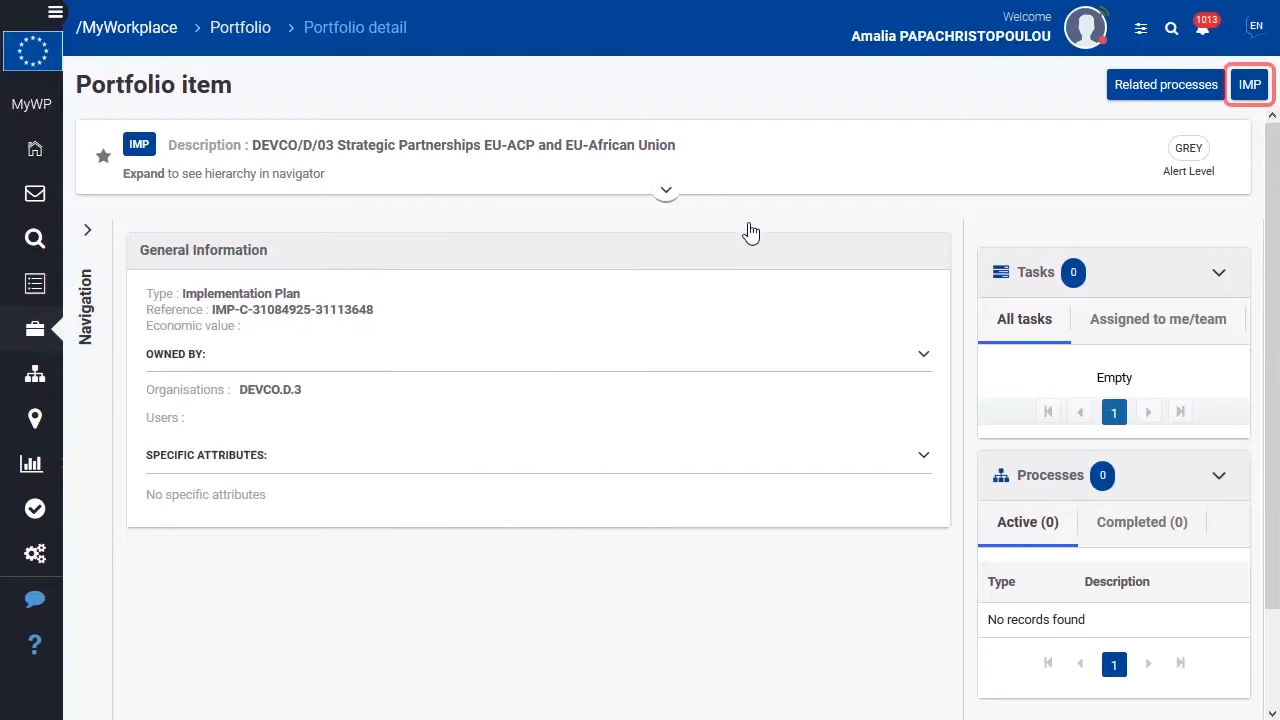 /MyWorkplace > Portfolio > Portfolio detail
Welcome
Amalia PAPACHRISTOPOULOU
1013
EN
MyWP
Portfolio item
Related processes
IMP
IMP
Description : DEVCO/D/03 Strategic Partnerships EU-ACP and EU-African Union
Expand to see hierarchy in navigator
GREY
Alert Level
Navigation
General Information
Type : Implementation Plan
Reference : IMP-C-31084925-31113648
Economic value :
OWNED BY:
Organisations : DEVCO.D.3
Users :
SPECIFIC ATTRIBUTES:
No specific attributes
Tasks 0
All tasks
Assigned to me/team
Empty
1
Processes 0
Active (0)
Completed (0)
Type
Description
No records found
1